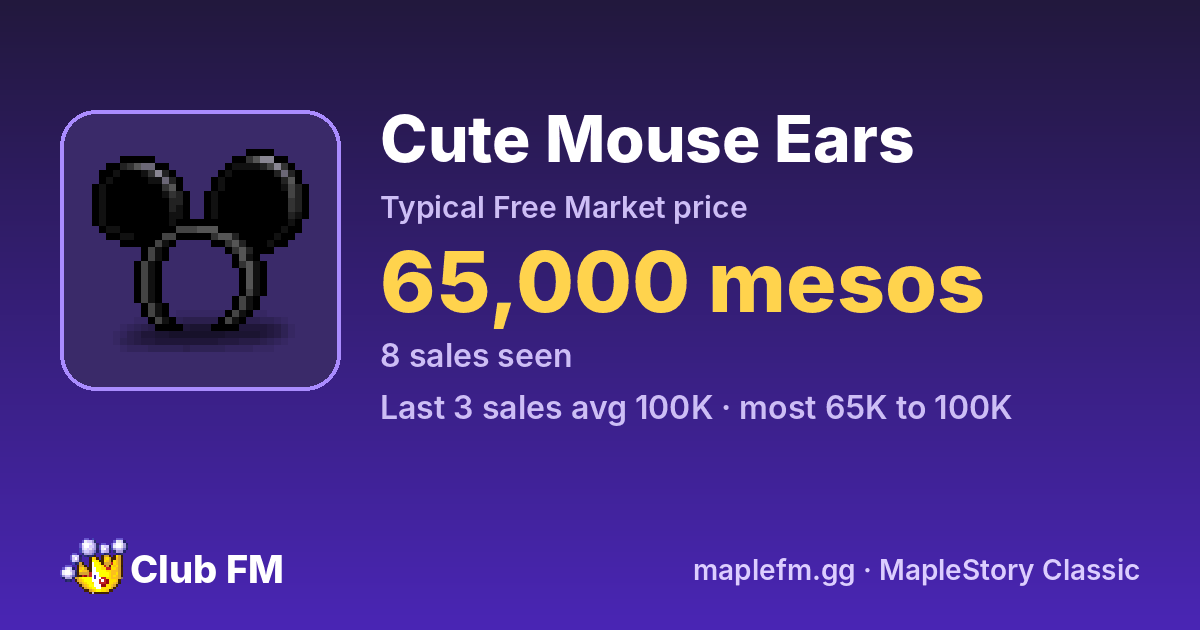 Cute Mouse Ears
Typical Free Market price
65,000 mesos
8 sales seen
Last 3 sales avg 100K · most 65K to 100K
Club FM
maplefm.gg · MapleStory Classic